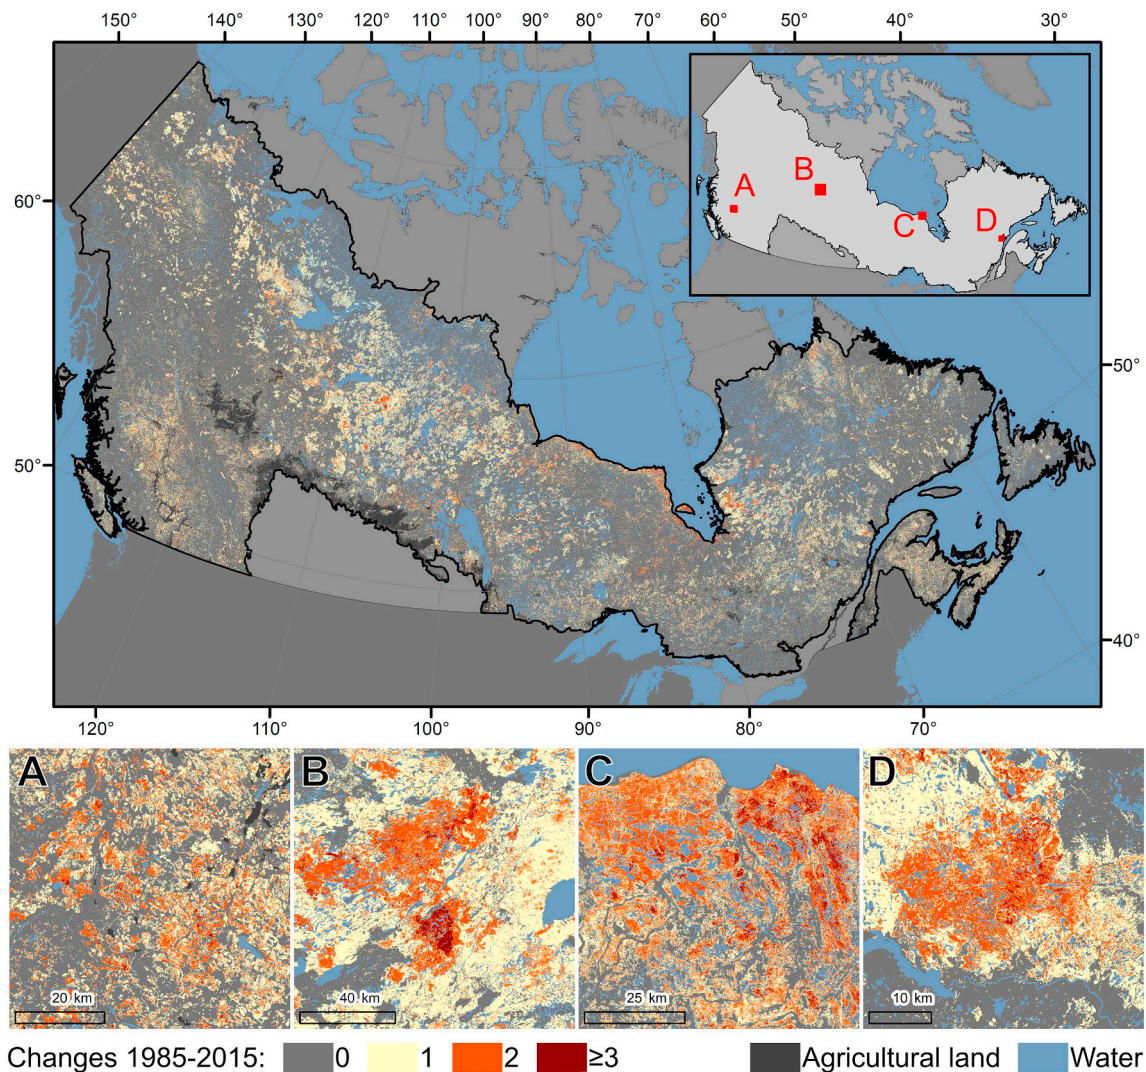 150° 140° 130° 120° 110° 100° 90° 80° 70° 60° 50° 40° 30°
60°
50°
50°
40°
A
B
C
D
120° 110° 100° 90° 80° 70°
A B C D
20 km 40 km 25 km 10 km
Changes 1985-2015: 0 1 2 ≥3 Agricultural land Water